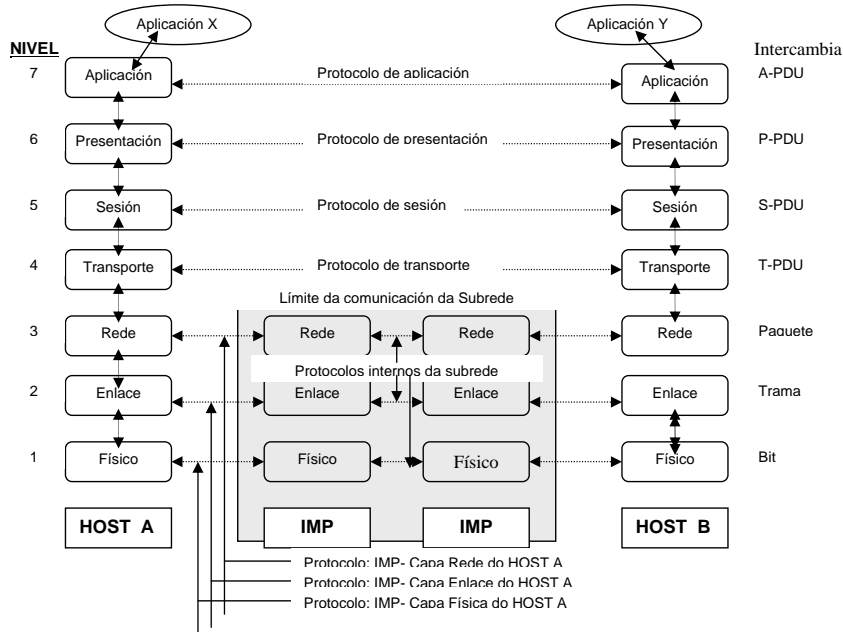 Aplicación X
Aplicación Y
NIVEL
Intercambia
7
Aplicación
Protocolo de aplicación
Aplicación
A-PDU
6
Presentación
Protocolo de presentación
Presentación
P-PDU
5
Sesión
Protocolo de sesión
Sesión
S-PDU
4
Transporte
Protocolo de transporte
Transporte
T-PDU
Límite da comunicación da Subrede
3
Rede
Rede
Rede
Rede
Paquete
Protocolos internos da subrede
2
Enlace
Enlace
Enlace
Enlace
Trama
1
Físico
Físico
Físico
Físico
Bit
HOST A
IMP
IMP
HOST B
Protocolo: IMP- Capa Rede do HOST A
Protocolo: IMP- Capa Enlace do HOST A
Protocolo: IMP- Capa Física do HOST A